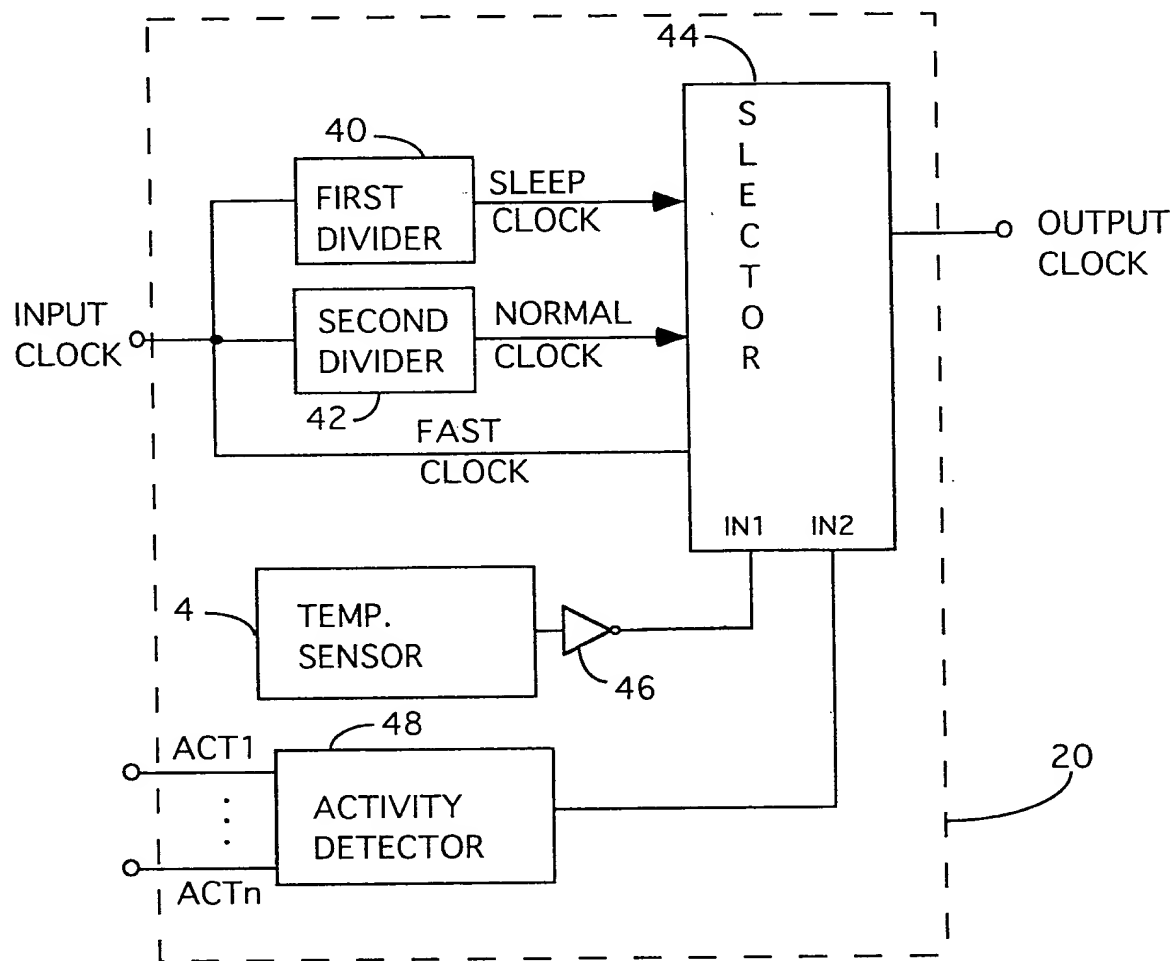 44
SLECTOR
40
FIRST
DIVIDER
SLEEP
CLOCK
OUTPUT
CLOCK
INPUT
CLOCK
SECOND
DIVIDER
NORMAL
CLOCK
42
FAST
CLOCK
IN1 IN2
4
TEMP.
SENSOR
46
48
ACT1
ACTIVITY
DETECTOR
ACTn
20